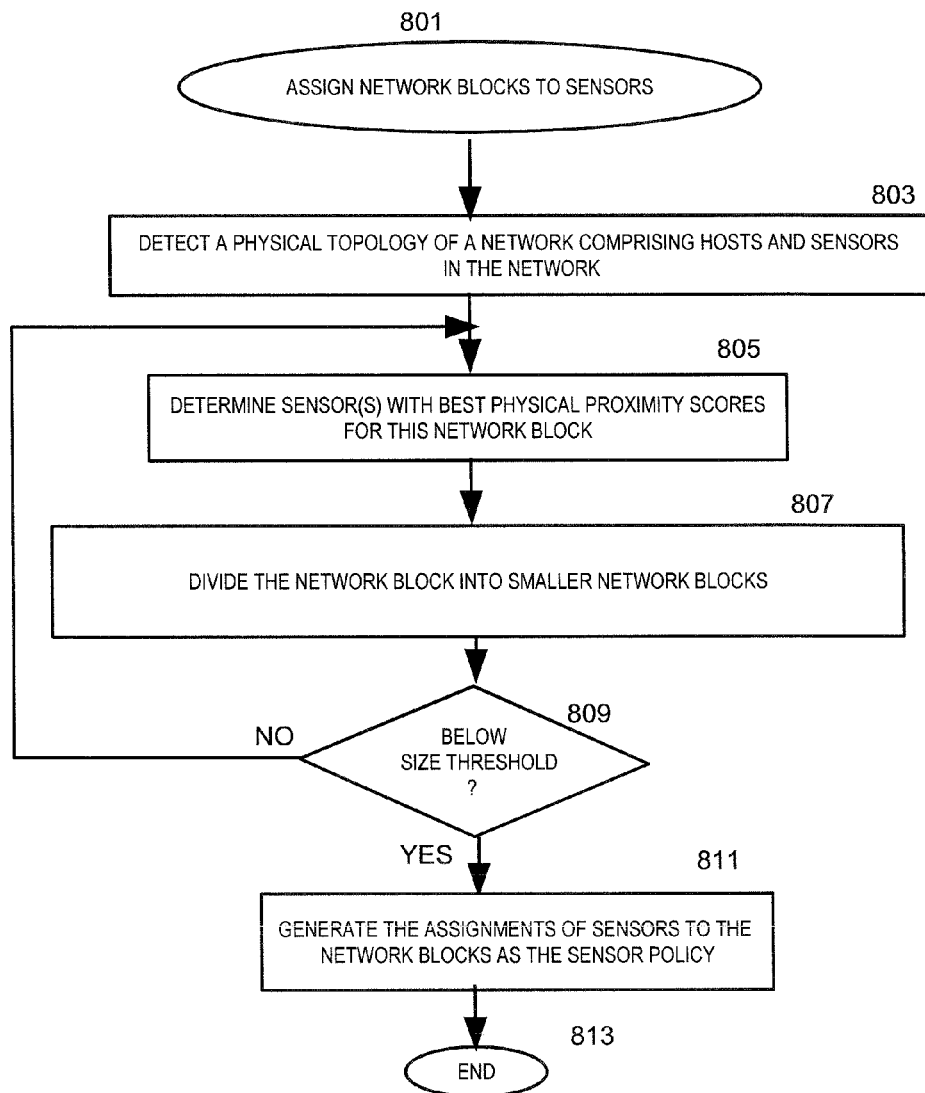 801
ASSIGN NETWORK BLOCKS TO SENSORS
803
DETECT A PHYSICAL TOPOLOGY OF A NETWORK COMPRISING HOSTS AND SENSORS
IN THE NETWORK
805
DETERMINE SENSOR(S) WITH BEST PHYSICAL PROXIMITY SCORES
FOR THIS NETWORK BLOCK
807
DIVIDE THE NETWORK BLOCK INTO SMALLER NETWORK BLOCKS
809
NO
BELOW
SIZE THRESHOLD
?
YES
811
GENERATE THE ASSIGNMENTS OF SENSORS TO THE
NETWORK BLOCKS AS THE SENSOR POLICY
813
END